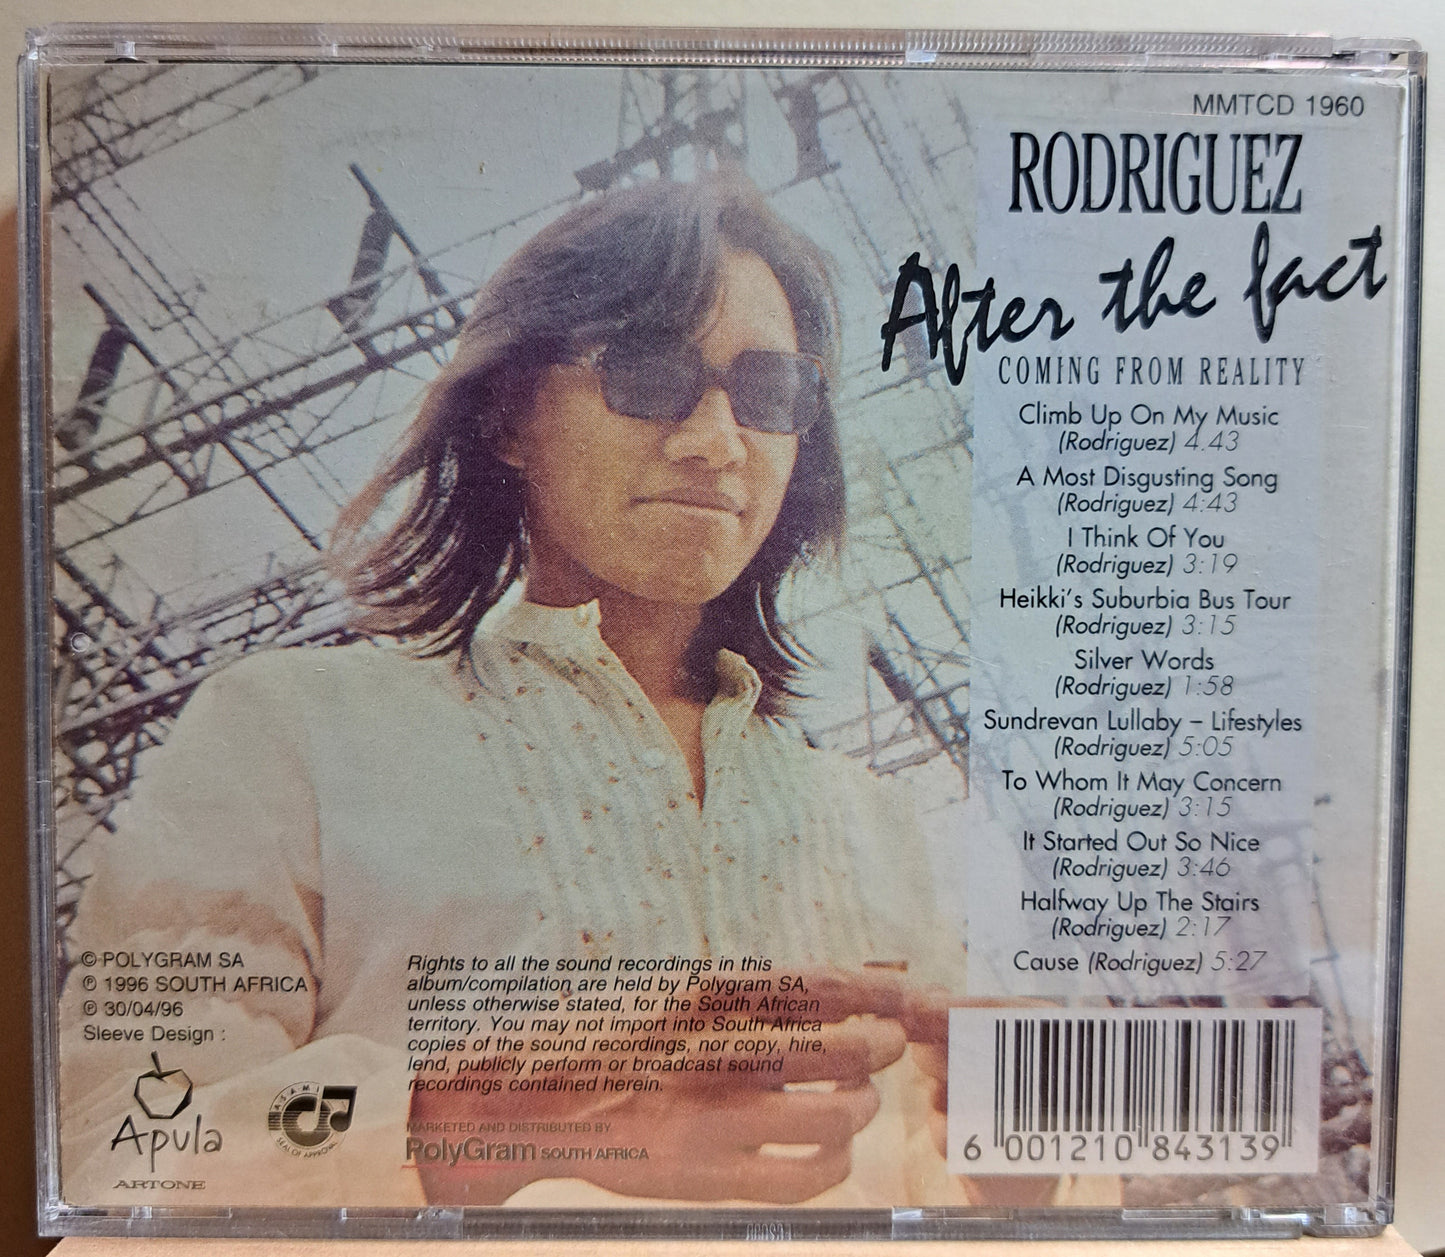 MMTCD 1960
RODRIGUEZ
After the fact
COMING FROM REALITY
Climb Up On My Music
(Rodriguez) 4.43
A Most Disgusting Song
(Rodriguez) 4:43
I Think Of You
(Rodriguez) 3:19
Heikki's Suburbia Bus Tour
(Rodriguez) 3:15
Silver Words
(Rodriguez) 1:58
Sundrevan Lullaby – Lifestyles
(Rodriguez) 5:05
To Whom It May Concern
(Rodriguez) 3:15
It Started Out So Nice
(Rodriguez) 3:46
Halfway Up The Stairs
(Rodriguez) 2:17
Cause (Rodriguez) 5:27
© POLYGRAM SA
℗ 1996 SOUTH AFRICA
℗ 30/04/96
Sleeve Design :
Apula
ARTONE
A.S.A.M.I
SEAL OF APPROVAL
Rights to all the sound recordings in this
album/compilation are held by Polygram SA,
unless otherwise stated, for the South African
territory. You may not import into South Africa
copies of the sound recordings, nor copy, hire,
lend, publicly perform or broadcast sound
recordings contained herein.
MARKETED AND DISTRIBUTED BY
PolyGram SOUTH AFRICA
6 001210 843139